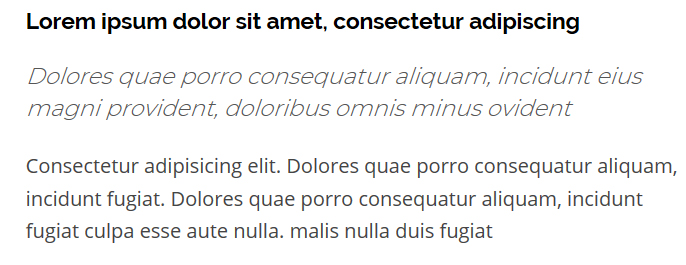 Lorem ipsum dolor sit amet, consectetur adipiscing
Dolores quae porro consequatur aliquam, incidunt eius
magni provident, doloribus omnis minus ovident
Consectetur adipisicing elit. Dolores quae porro consequatur aliquam,
incidunt fugiat. Dolores quae porro consequatur aliquam, incidunt
fugiat culpa esse aute nulla. malis nulla duis fugiat